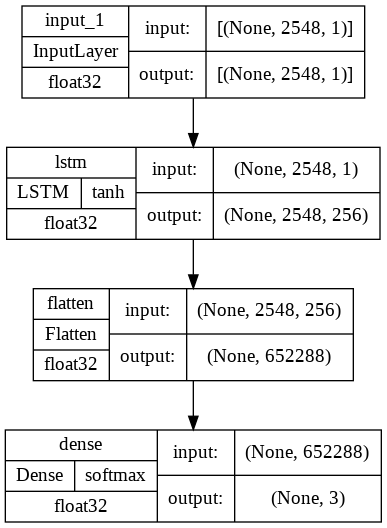 input_1
InputLayer
float32
input:
[(None, 2548, 1)]
output:
[(None, 2548, 1)]
lstm
LSTM
tanh
float32
input:
(None, 2548, 1)
output:
(None, 2548, 256)
flatten
Flatten
float32
input:
(None, 2548, 256)
output:
(None, 652288)
dense
Dense
softmax
float32
input:
(None, 652288)
output:
(None, 3)